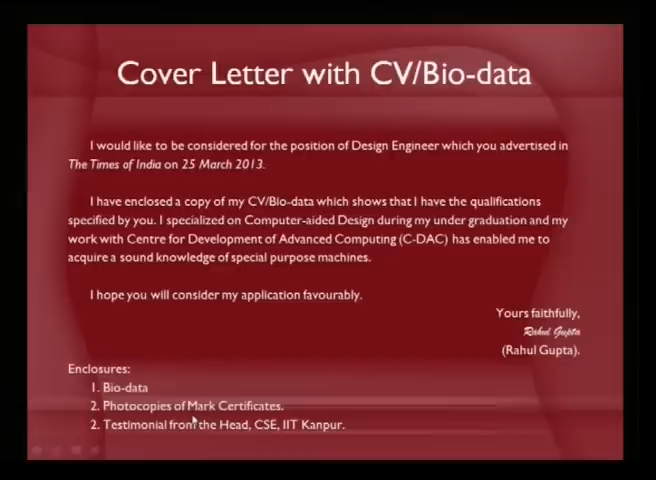 Cover Letter with CV/Bio-data
I would like to be considered for the position of Design Engineer which you advertised in
The Times of India on 25 March 2013.
I have enclosed a copy of my CV/Bio-data which shows that I have the qualifications
specified by you. I specialized on Computer-aided Design during my under graduation and my
work with Centre for Development of Advanced Computing (C-DAC) has enabled me to
acquire a sound knowledge of special purpose machines.
I hope you will consider my application favourably.
Yours faithfully,
Rahul Gupta
(Rahul Gupta).
Enclosures:
1. Bio-data
2. Photocopies of Mark Certificates.
2. Testimonial from the Head, CSE, IIT Kanpur.